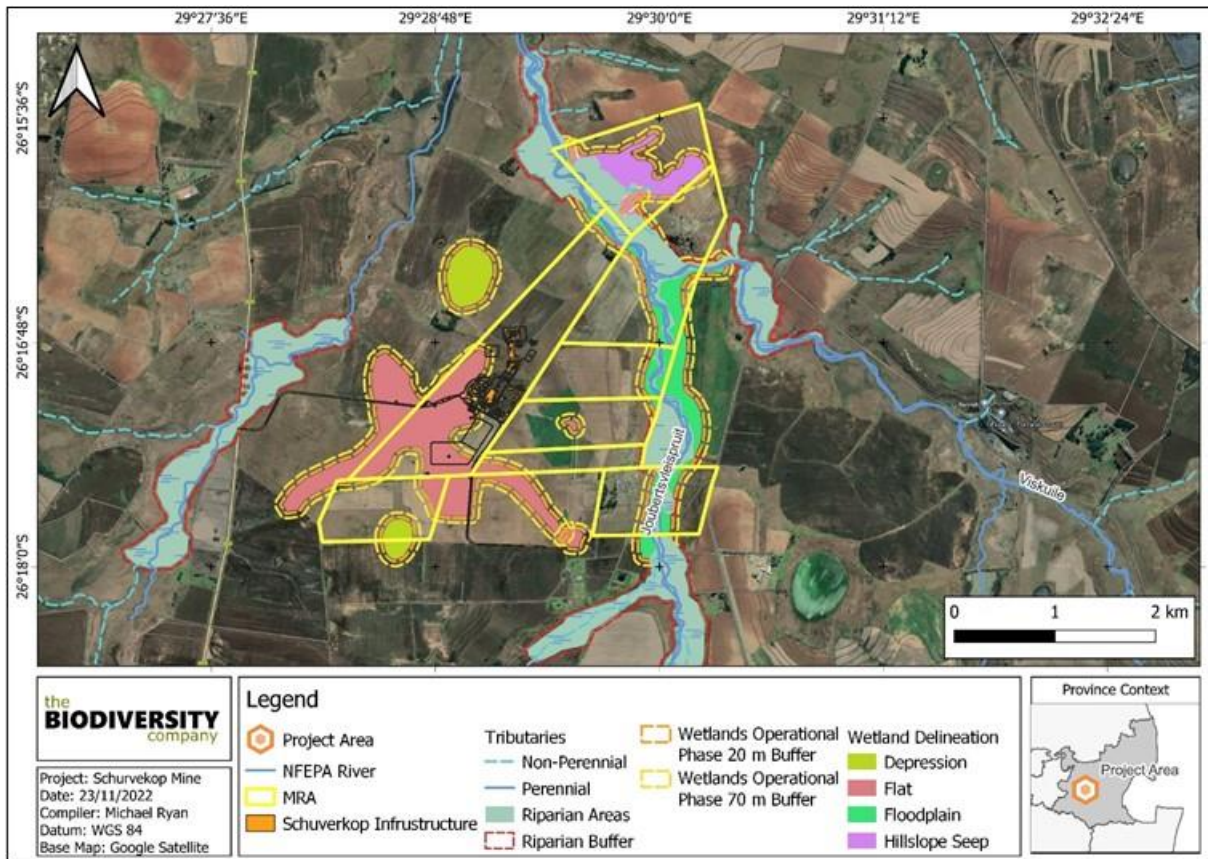 29°27'36"E 29°28'48"E 29°30'0"E 29°31'12"E 29°32'24"E
26°15'36"S
26°16'48"S
26°18'0"S
Joubertsvleispruit
Viskuile
0 1 2 km
the
BIODIVERSITY
company
Project: Schurvekop Mine
Date: 23/11/2022
Compiler: Michael Ryan
Datum: WGS 84
Base Map: Google Satellite
Legend
Project Area
NFEPA River
MRA
Schuverkop Infrustructure
Tributaries
Non-Perennial
Perennial
Riparian Areas
Riparian Buffer
Wetlands Operational
Phase 20 m Buffer
Wetlands Operational
Phase 70 m Buffer
Wetland Delineation
Depression
Flat
Floodplain
Hillslope Seep
Province Context
Project Area